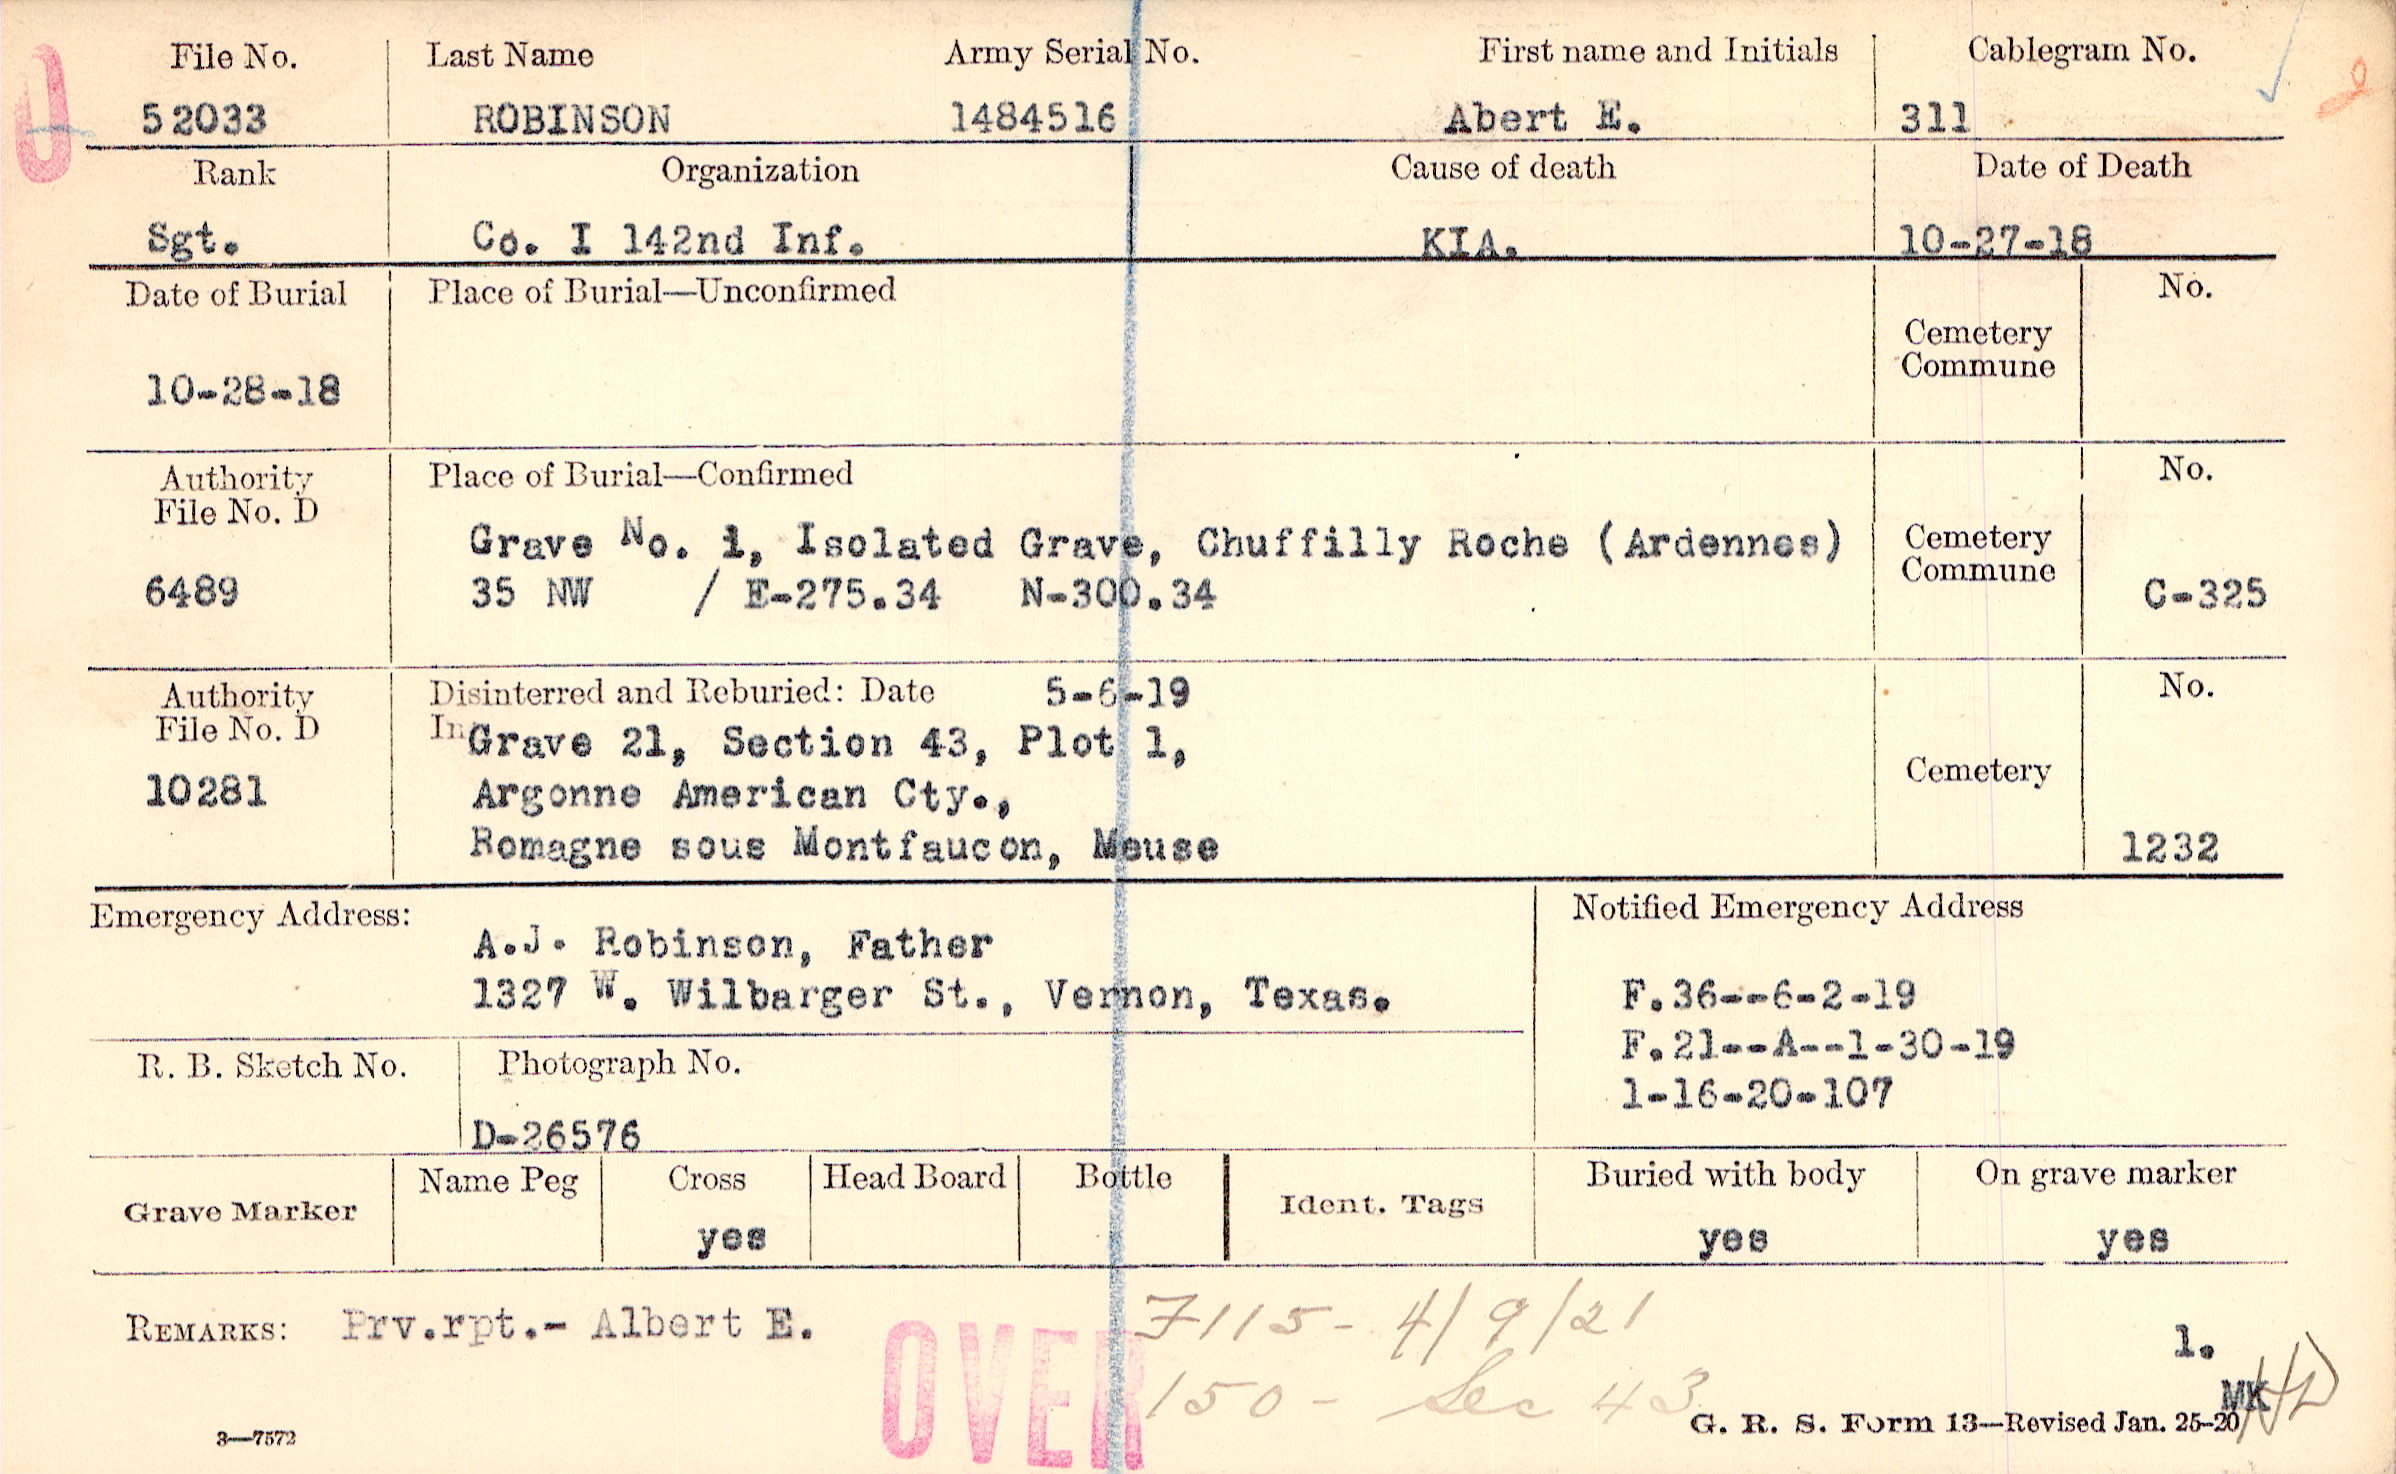 File No. Last Name Army Serial No. First name and Initials Cablegram No.
52033 ROBINSON 1484516 Abert E. 311
Rank Organization Cause of death Date of Death
Sgt. Co. I 142nd Inf. KIA. 10-27-18
Date of Burial Place of Burial—Unconfirmed No.
Cemetery
Commune
10-28-18
Authority Place of Burial—Confirmed No.
File No. D
Grave No. 1, Isolated Grave, Chuffilly Roche (Ardennes) Cemetery
Commune
6489 35 NW / E-275.34 N-300.34 C-325
Authority Disinterred and Reburied: Date 5-6-19 No.
File No. D In Grave 21, Section 43, Plot 1,
10281 Argonne American Cty., Cemetery
Romagne sous Montfaucon, Meuse 1232
Emergency Address: Notified Emergency Address
A.J. Robinson, Father
1327 W. Wilbarger St., Vernon, Texas. F.36--6-2-19
F.21--A--1-30-19
R. B. Sketch No. Photograph No. 1-16-20-107
D-26576
Grave Marker Name Peg Cross Head Board Bottle Ident. Tags Buried with body On grave marker
yes yes yes
REMARKS: Prv.rpt.- Albert E. 7115- 4/9/21
1.
OVER 150- Sec 43
MK
3—7572 G. R. S. Form 13—Revised Jan. 25-20